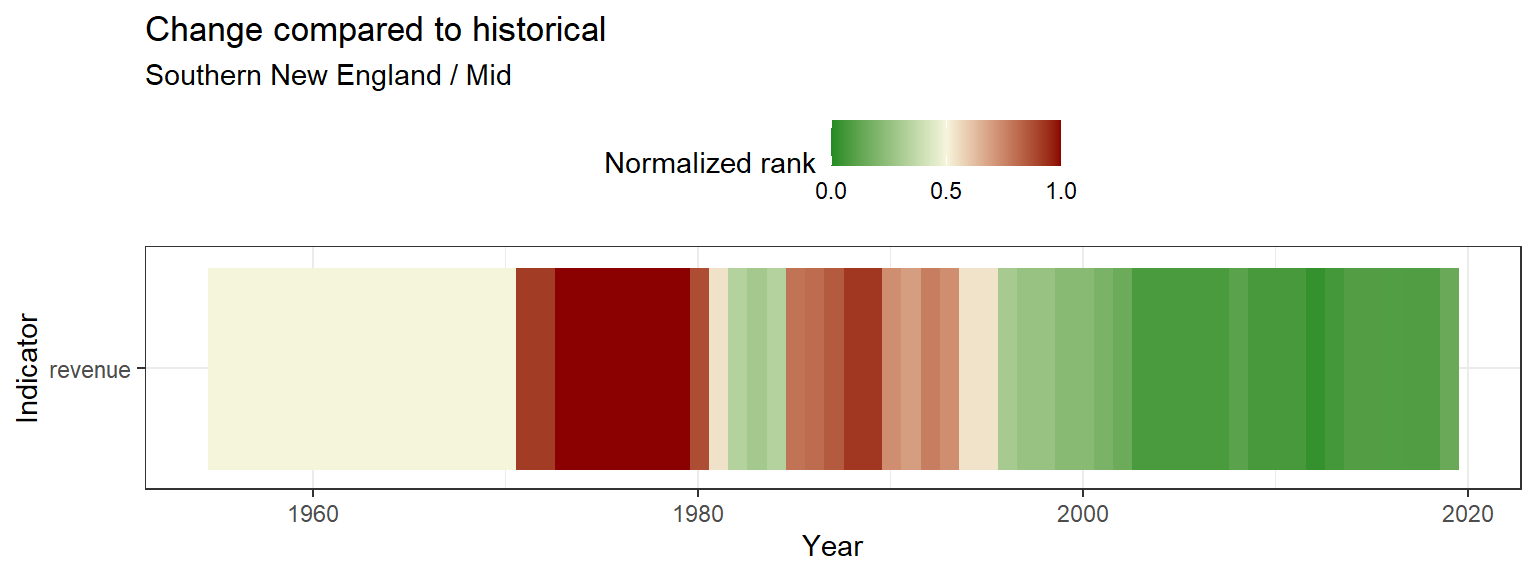 Change compared to historical
Southern New England / Mid
Normalized rank
0.0 0.5 1.0
Indicator
revenue
1960 1980 2000 2020
Year